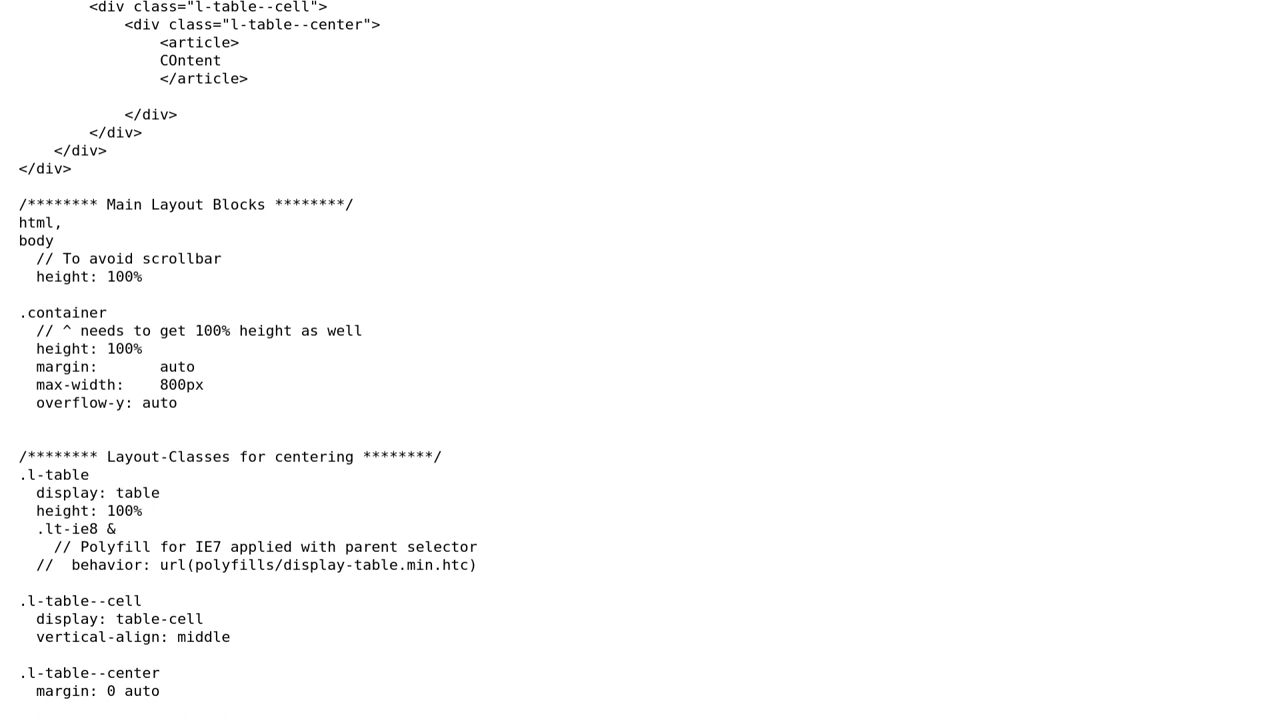 <div class="l-table--cell">
            <div class="l-table--center">
                <article>
                COntent
                </article>

            </div>
        </div>
    </div>
</div>

/******** Main Layout Blocks ********/
html,
body
  // To avoid scrollbar
  height: 100%

.container
  // ^ needs to get 100% height as well
  height: 100%
  margin:       auto
  max-width:    800px
  overflow-y: auto


/******** Layout-Classes for centering ********/
.l-table
  display: table
  height: 100%
  .lt-ie8 &
    // Polyfill for IE7 applied with parent selector
  //  behavior: url(polyfills/display-table.min.htc)

.l-table--cell
  display: table-cell
  vertical-align: middle

.l-table--center
  margin: 0 auto